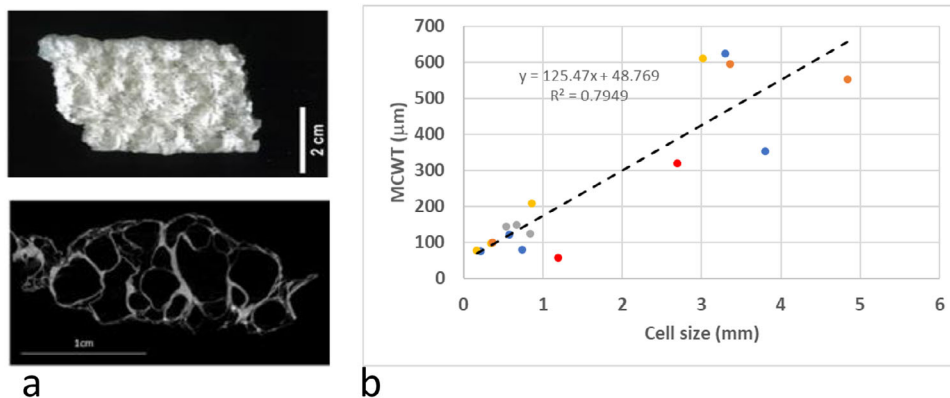 2 cm
1cm
a
700
600
500
400
300
200
100
0
MCWT (µm)
y = 125.47x + 48.769
R² = 0.7949
0 1 2 3 4 5 6
Cell size (mm)
b